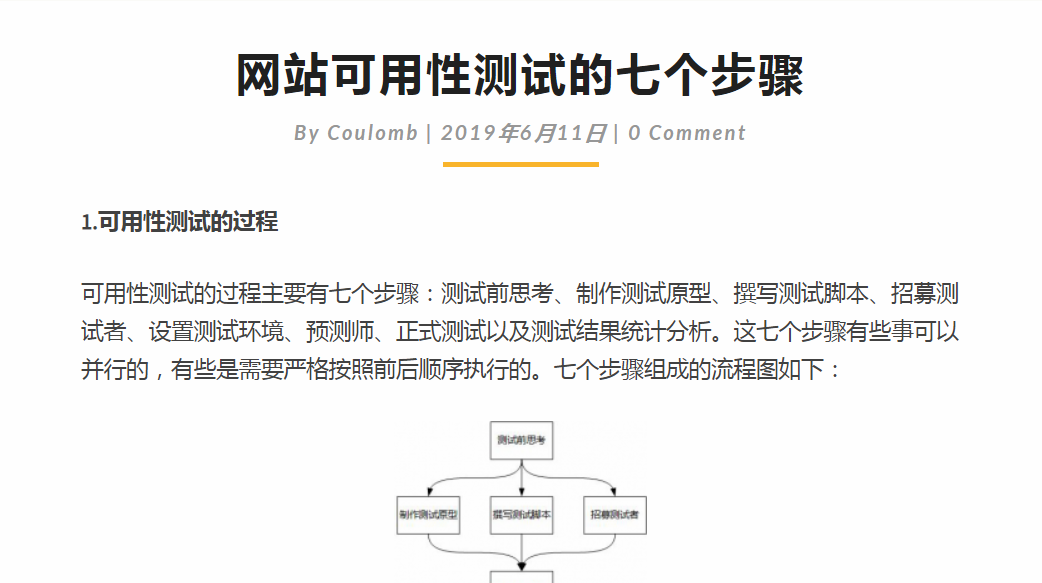 网站可用性测试的七个步骤
By Coulomb | 2019年6月11日 | 0 Comment
1.可用性测试的过程
可用性测试的过程主要有七个步骤：测试前思考、制作测试原型、撰写测试脚本、招募测
试者、设置测试环境、预测师、正式测试以及测试结果统计分析。这七个步骤有些事可以
并行的，有些是需要严格按照前后顺序执行的。七个步骤组成的流程图如下：
测试前思考
制作测试原型
撰写测试脚本
招募测试者